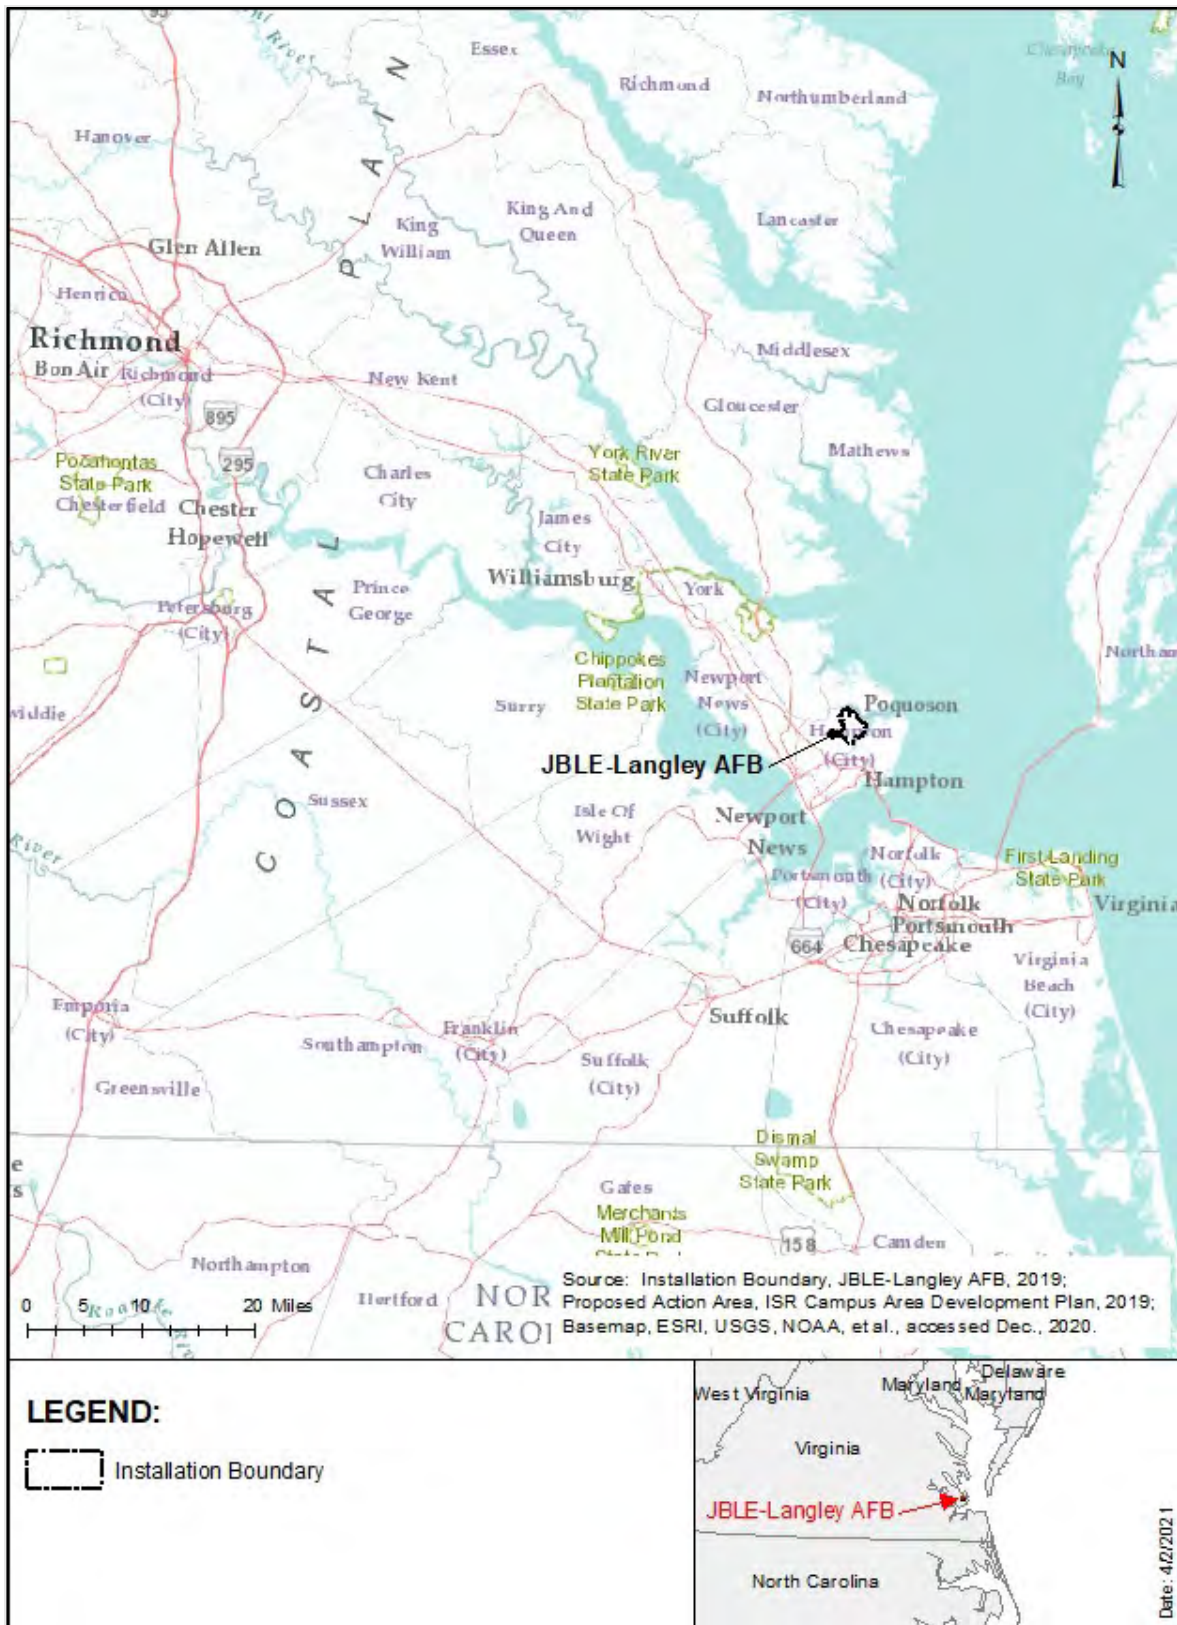 95
Essex
Chesapeake
Bay
N
Richmond
Northumberland
Hanover
PLAIN
King And
Queen
Lancaster
King
William
Glen Allen
Henrico
Richmond
Middlesex
Bon Air
Richmond
(City)
New Kent
Gloucester
895
Mathews
York River
State Park
295
Pocahontas
State Park
Charles
City
Chesterfield
Chester
James
City
Hopewell
COASTAL
Williamsburg
York
Prince
George
Petersburg
(City)
Chippokes
Plantation
State Park
Newport
News
(City)
Surry
Poquoson
Hampton
(City)
JBLE-Langley AFB
Hampton
Sussex
Isle Of
Wight
Newport
News
River
Norfolk
(City)
First Landing
State Park
Portsmouth
(City)
Norfolk
Virginia
Portsmouth
664
Chesapeake
Virginia
Beach
(City)
Emporia
(City)
Suffolk
Franklin
(City)
Southampton
Chesapeake
(City)
Suffolk
(City)
Greensville
Dismal
Swamp
State Park
Gates
Merchants
Mill Pond
158
Camden
Northampton
Hertford
NOR
CAROI
0 5 10 20 Miles
Source: Installation Boundary, JBLE-Langley AFB, 2019;
Proposed Action Area, ISR Campus Area Development Plan, 2019;
Basemap, ESRI, USGS, NOAA, et al., accessed Dec., 2020.
LEGEND:
Installation Boundary
West Virginia
Maryland
Delaware
Maryland
Virginia
JBLE-Langley AFB
North Carolina
Date: 4/2/2021